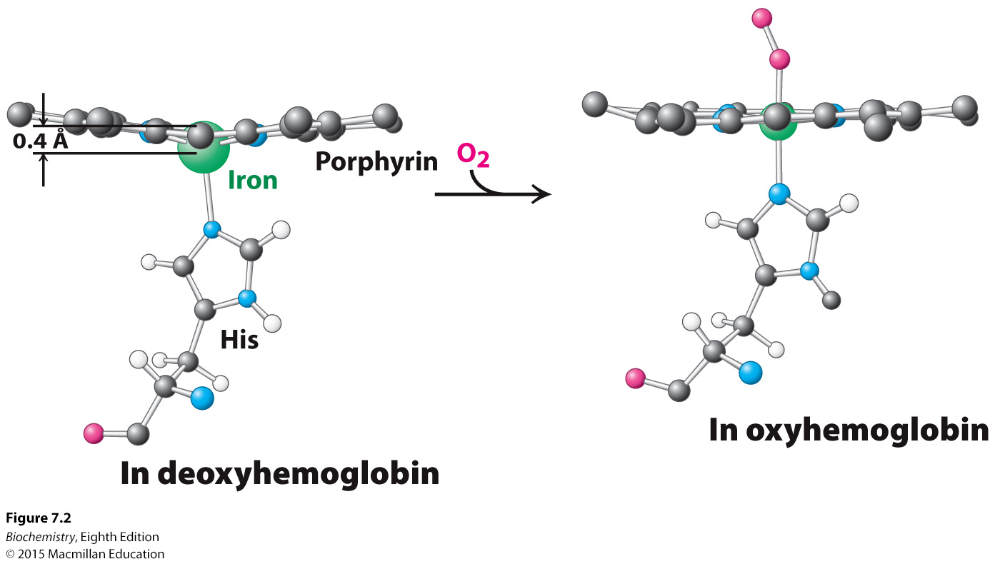 0.4 Å
Iron
Porphyrin
O2
His
In deoxyhemoglobin
In oxyhemoglobin
Figure 7.2
Biochemistry, Eighth Edition
© 2015 Macmillan Education